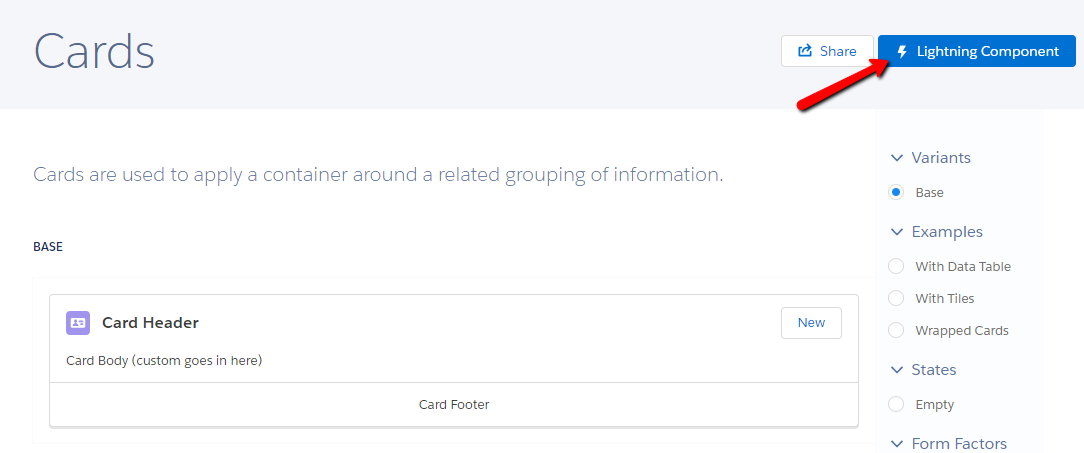 Cards
Share
Lightning Component
Cards are used to apply a container around a related grouping of information.
BASE
Card Header
New
Card Body (custom goes in here)
Card Footer
Variants
Base
Examples
With Data Table
With Tiles
Wrapped Cards
States
Empty
Form Factors